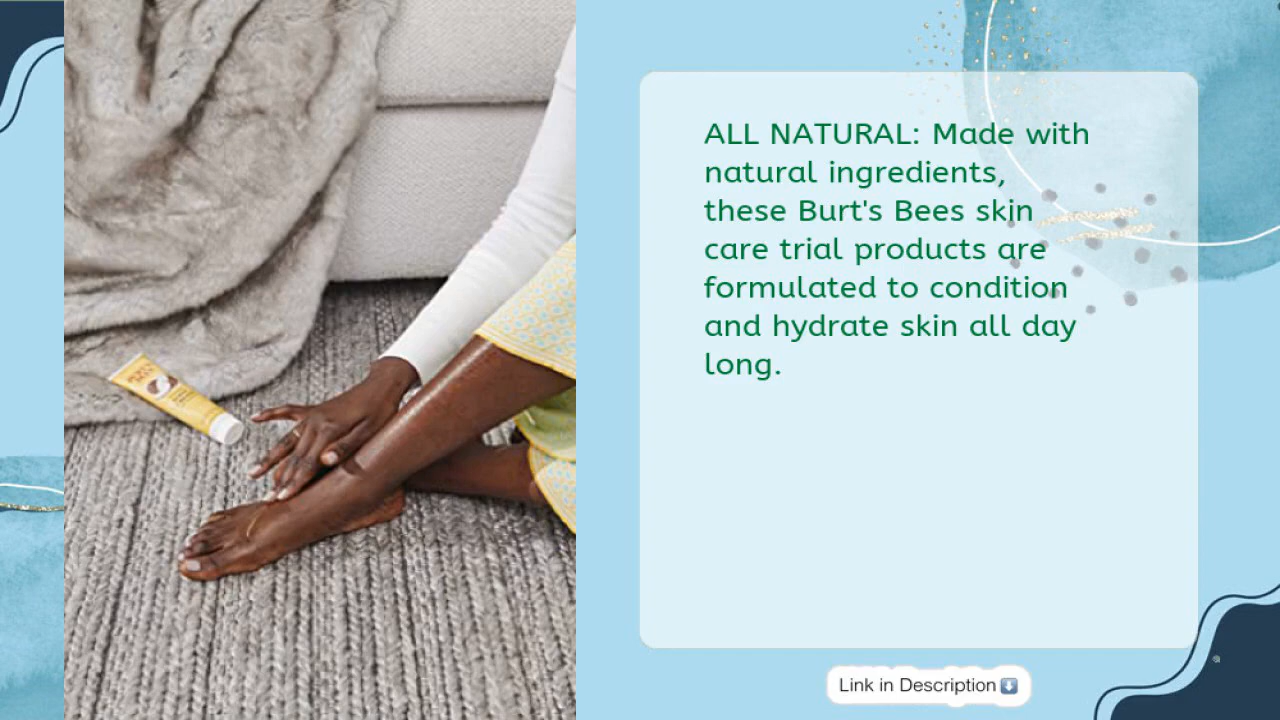 ALL NATURAL: Made with
natural ingredients,
these Burt's Bees skin
care trial products are
formulated to condition
and hydrate skin all day
long.
Link in Description⬇️